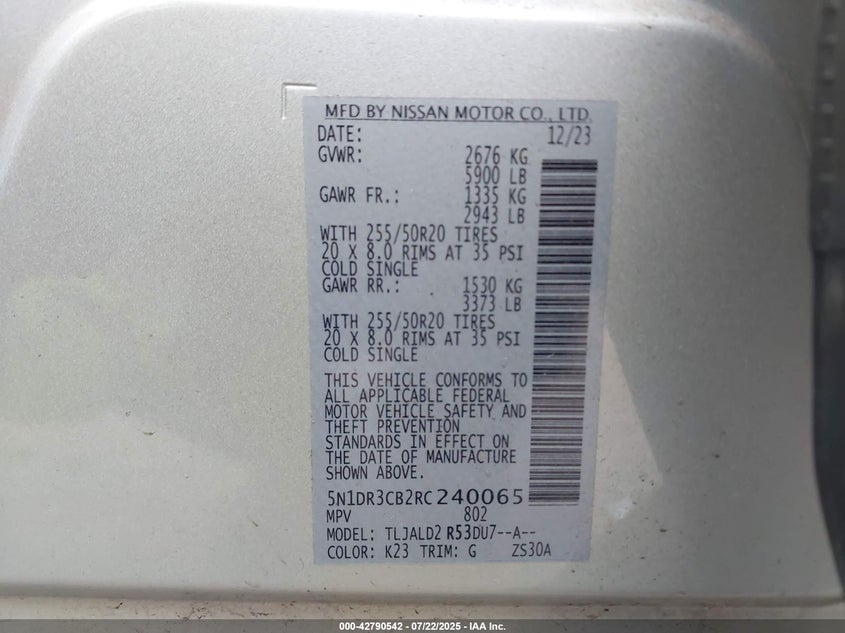 MFD BY NISSAN MOTOR CO., LTD.
DATE: 12/23
GVWR: 2676 KG
5900 LB
GAWR FR.: 1335 KG
2943 LB
WITH 255/50R20 TIRES
20 X 8.0 RIMS AT 35 PSI
COLD SINGLE
GAWR RR.: 1530 KG
3373 LB
WITH 255/50R20 TIRES
20 X 8.0 RIMS AT 35 PSI
COLD SINGLE
THIS VEHICLE CONFORMS TO
ALL APPLICABLE FEDERAL
MOTOR VEHICLE SAFETY AND
THEFT PREVENTION
STANDARDS IN EFFECT ON
THE DATE OF MANUFACTURE
SHOWN ABOVE.
5N1DR3CB2RC240065
MPV 802
MODEL: TLJALD2 R53DU7--A--
COLOR: K23 TRIM: G ZS30A
000-42790542 - 07/22/2025 - IAA Inc.